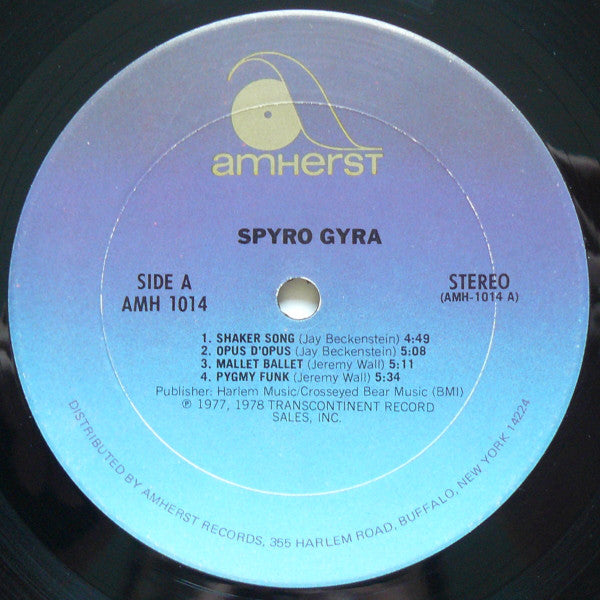 amherst
SPYRO GYRA
SIDE A
AMH 1014
STEREO
(AMH-1014 A)
1. SHAKER SONG (Jay Beckenstein) 4:49
2. OPUS D'OPUS (Jay Beckenstein) 5:08
3. MALLET BALLET (Jeremy Wall) 5:11
4. PYGMY FUNK (Jeremy Wall) 5:34
Publisher: Harlem Music/Crosseyed Bear Music (BMI)
℗ 1977, 1978 TRANSCONTINENT RECORD
SALES, INC.
DISTRIBUTED BY AMHERST RECORDS, 355 HARLEM ROAD, BUFFALO, NEW YORK 14224